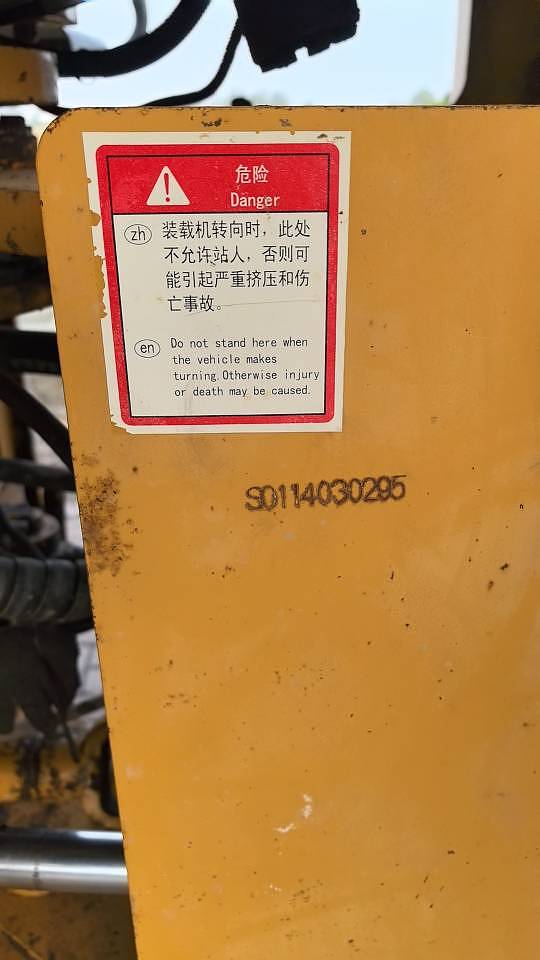 危险
Danger
zh 装载机转向时，此处
不允许站人，否则可
能引起严重挤压和伤
亡事故。
en Do not stand here when
the vehicle makes
turning.Otherwise injury
or death may be caused.
SD114030295